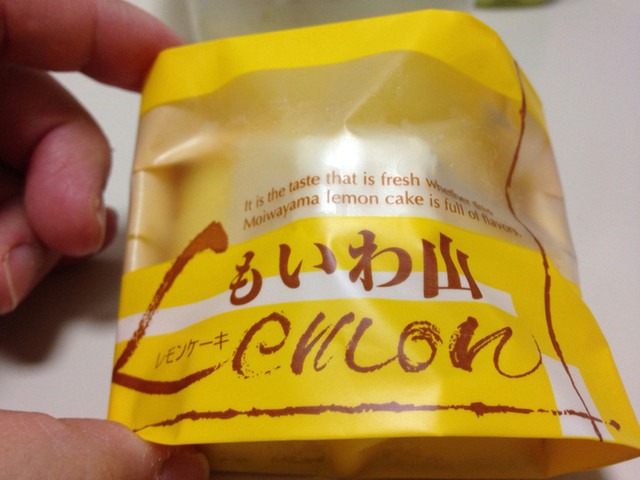 It is the taste that is fresh whether
Moiwayama lemon cake is full of flavors.
もいわ山
レモンケーキ
Lemon